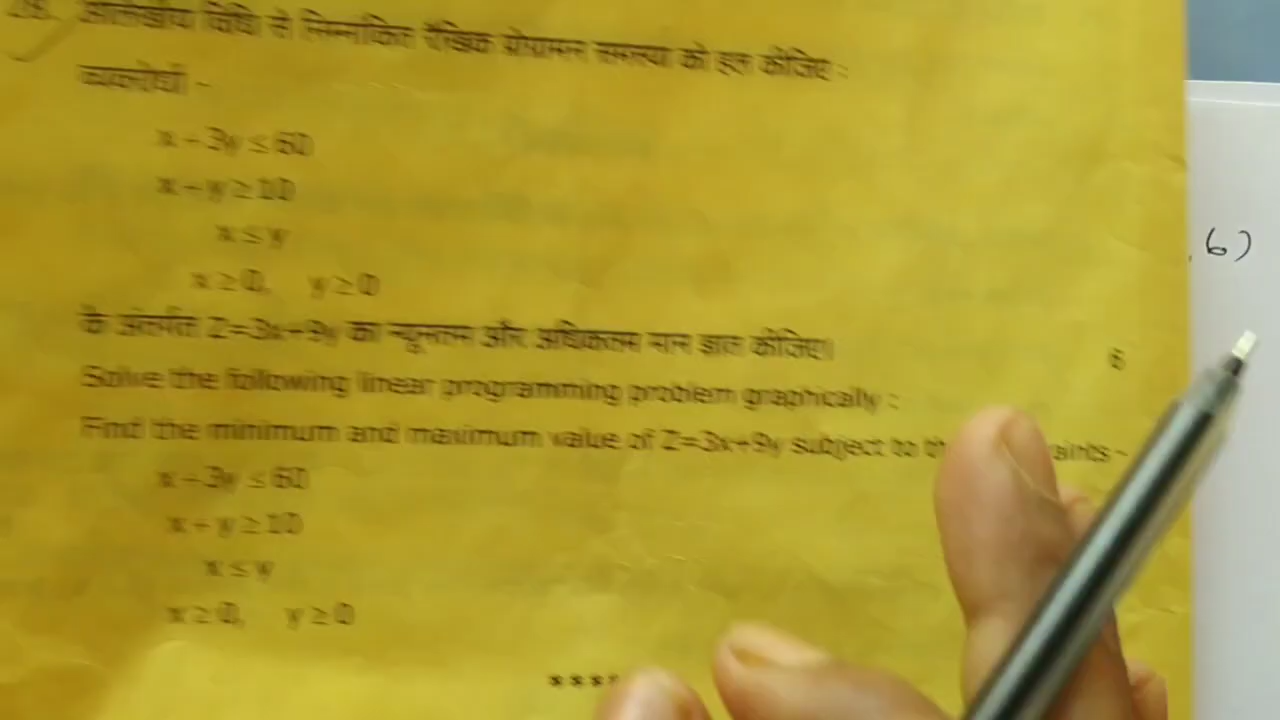 28. आलेखीय विधि से निम्नांकित रैखिक प्रोग्रामन समस्या को हल कीजिए :
व्यवरोधों -
x + 3y ≤ 60
x + y ≥ 10
x ≤ y
x ≥ 0, y ≥ 0
के अंतर्गत Z=3x+9y का न्यूनतम और अधिकतम मान ज्ञात कीजिए।
6
Solve the following linear programming problem graphically :
Find the minimum and maximum value of Z=3x+9y subject to
x + 3y ≤ 60
x + y ≥ 10
x ≤ y
x ≥ 0, y ≥ 0
****
6)